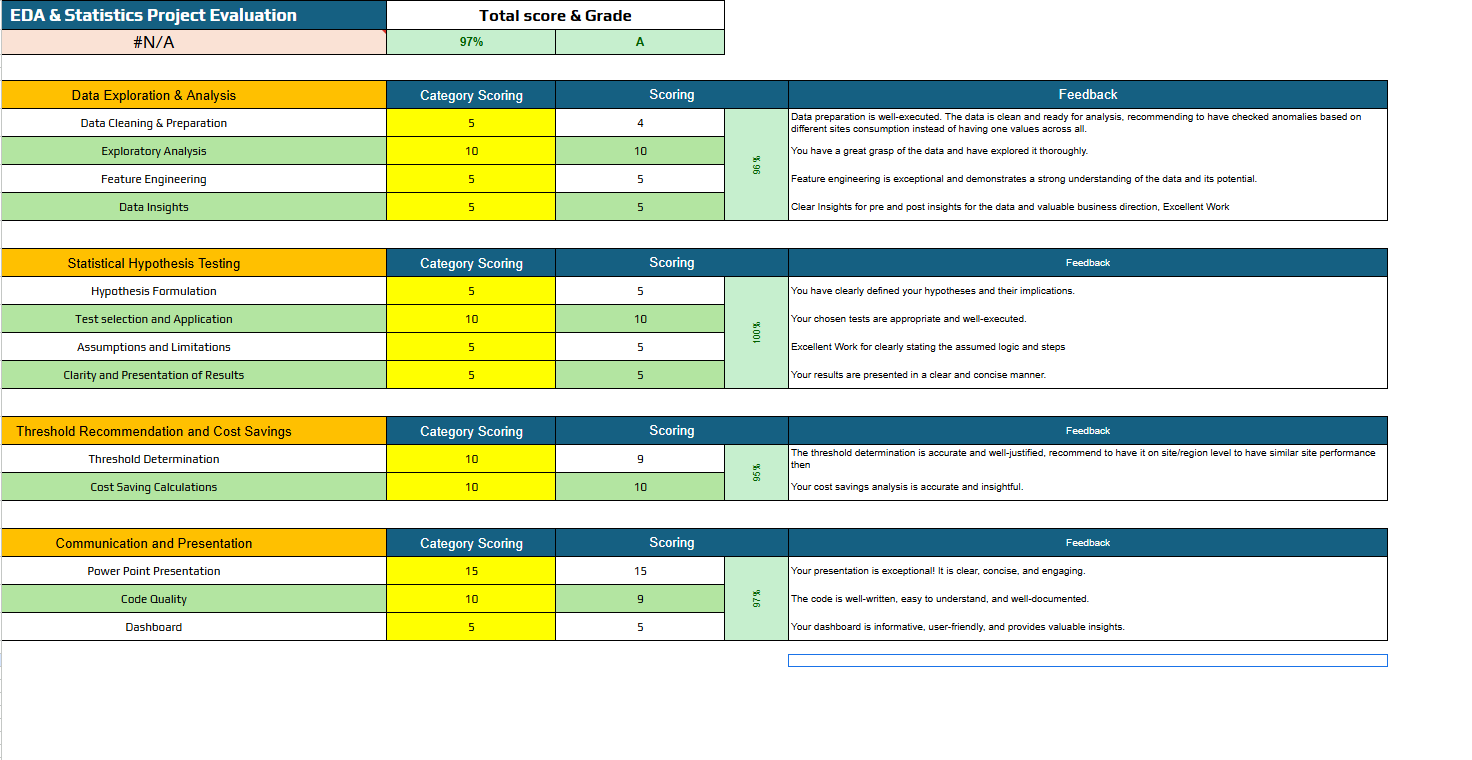 EDA & Statistics Project Evaluation Total score & Grade
#N/A 97% A
Data Exploration & Analysis Category Scoring Scoring Feedback
Data Cleaning & Preparation 5 4 Data preparation is well-executed. The data is clean and ready for analysis, recommending to have checked anomalies based on
different sites consumption instead of having one values across all.
Exploratory Analysis 10 10 96% You have a great grasp of the data and have explored it thoroughly.
Feature Engineering 5 5 Feature engineering is exceptional and demonstrates a strong understanding of the data and its potential.
Data Insights 5 5 Clear Insights for pre and post insights for the data and valuable business direction, Excellent Work
Statistical Hypothesis Testing Category Scoring Scoring Feedback
Hypothesis Formulation 5 5 You have clearly defined your hypotheses and their implications.
Test selection and Application 10 10 100% Your chosen tests are appropriate and well-executed.
Assumptions and Limitations 5 5 Excellent Work for clearly stating the assumed logic and steps
Clarity and Presentation of Results 5 5 Your results are presented in a clear and concise manner.
Threshold Recommendation and Cost Savings Category Scoring Scoring Feedback
Threshold Determination 10 9 95% The threshold determination is accurate and well-justified, recommend to have it on site/region level to have similar site performance
then
Cost Saving Calculations 10 10 Your cost savings analysis is accurate and insightful.
Communication and Presentation Category Scoring Scoring Feedback
Power Point Presentation 15 15 Your presentation is exceptional! It is clear, concise, and engaging.
Code Quality 10 9 97% The code is well-written, easy to understand, and well-documented.
Dashboard 5 5 Your dashboard is informative, user-friendly, and provides valuable insights.